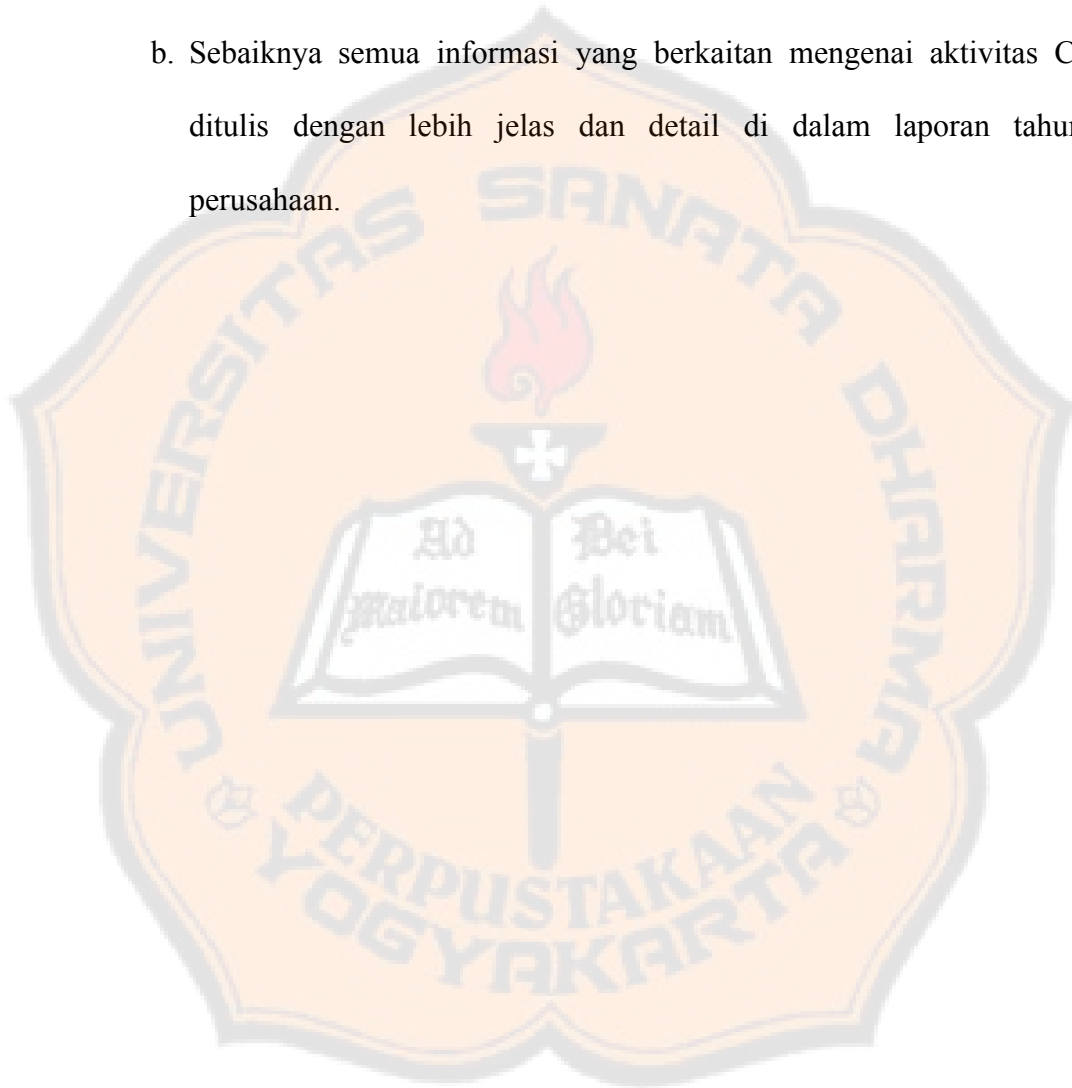 b. Sebaiknya semua informasi yang berkaitan mengenai aktivitas
ditulis dengan lebih jelas dan detail di dalam laporan
perusahaan.
UNIVERSITAS SANATA DHARMA
Ad Dei
maiorem Gloriam
PERPUSTAKAAN
YOGYAKARTA